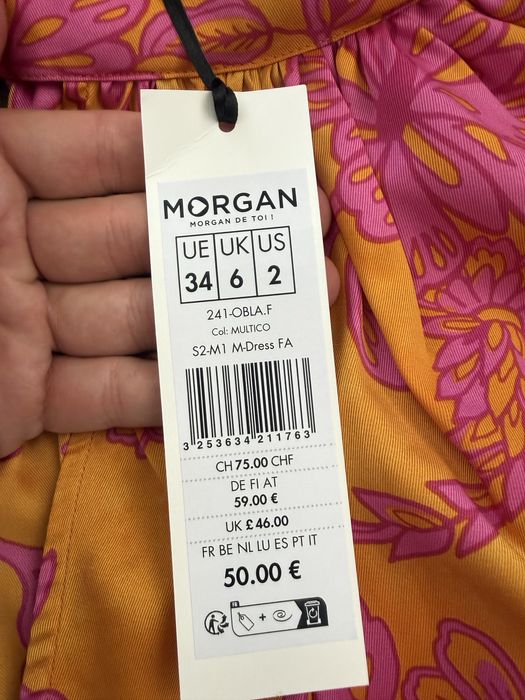 MORGAN
MORGAN DE TOI !
UE UK US
34 6 2
241-OBLA.F
Col: MULTICO
S2-M1 M-Dress FA
3 253634 211763
CH 75.00 CHF
DE FI AT
59.00 €
UK £ 46.00
FR BE NL LU ES PT IT
50.00 €
FR
+